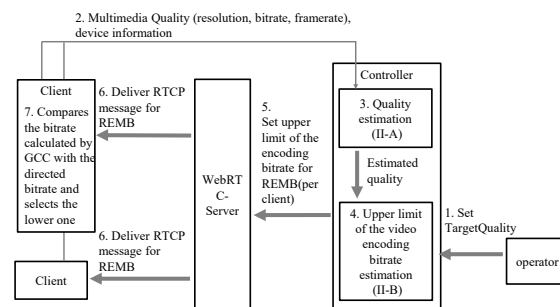 2. Multimedia Quality (resolution, bitrate, framerate),
device information
Client
7. Compares
the bitrate
calculated by
GCC with the
directed
bitrate and
selects the
lower one
6. Deliver RTCP
message for
REMB
6. Deliver RTCP
message for
REMB
Client
WebRT
C-
Server
5.
Set upper
limit of the
encoding
bitrate for
REMB(per
client)
Controller
3. Quality
estimation
(II-A)
Estimated
quality
4. Upper limit
of the video
encoding
bitrate
estimation
(II-B)
1. Set
TargetQuality
operator